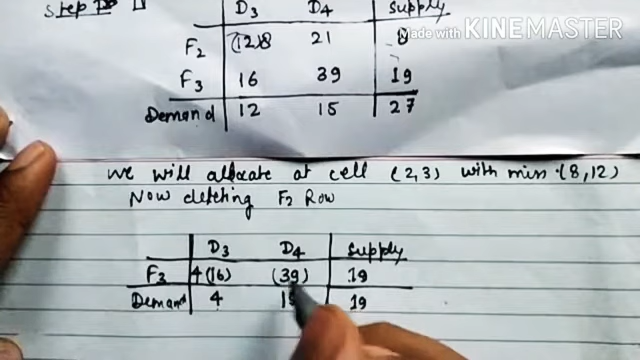 Step
D3 D4 Supply
Made with KINEMASTER
F2 (12)8 21 8
F3 16 39 19
Demand 12 15 27
we will allocate at cell (2,3) with min.(8,12)
Now deleting F2 Row
D3 D4 Supply
F3 4(16) (39) 19
Demand 4 19